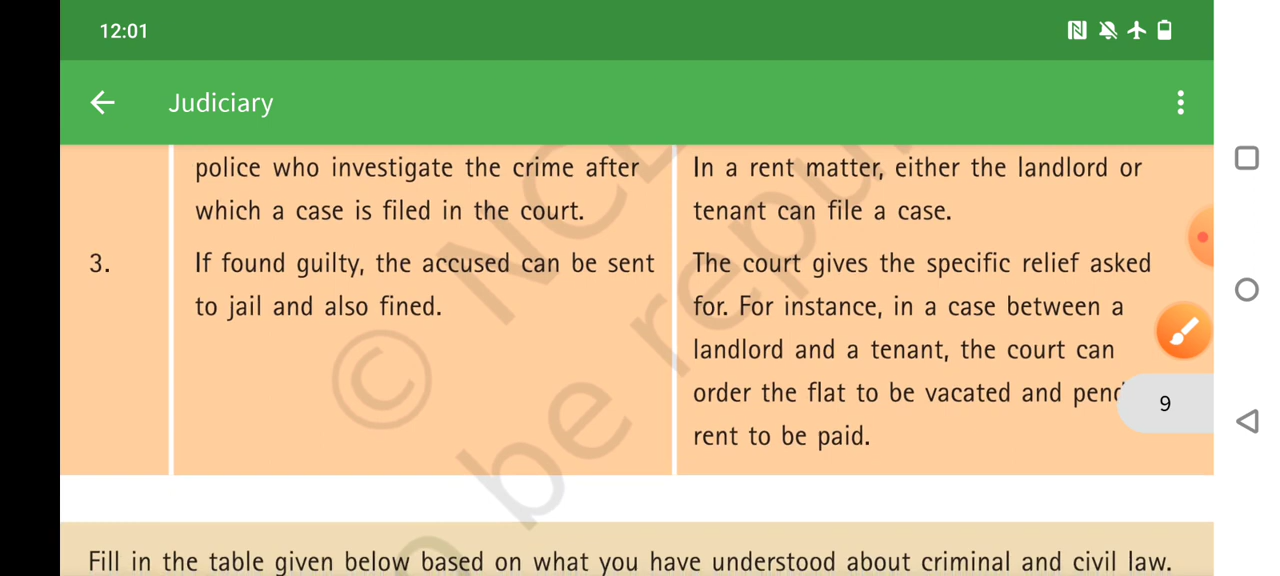 12:01
Judiciary
police who investigate the crime after
which a case is filed in the court.
In a rent matter, either the landlord or
tenant can file a case.
3.
If found guilty, the accused can be sent
to jail and also fined.
The court gives the specific relief asked
for. For instance, in a case between a
landlord and a tenant, the court can
order the flat to be vacated and
rent to be paid.
9
Fill in the table given below based on what you have understood about criminal and civil law.
©
be